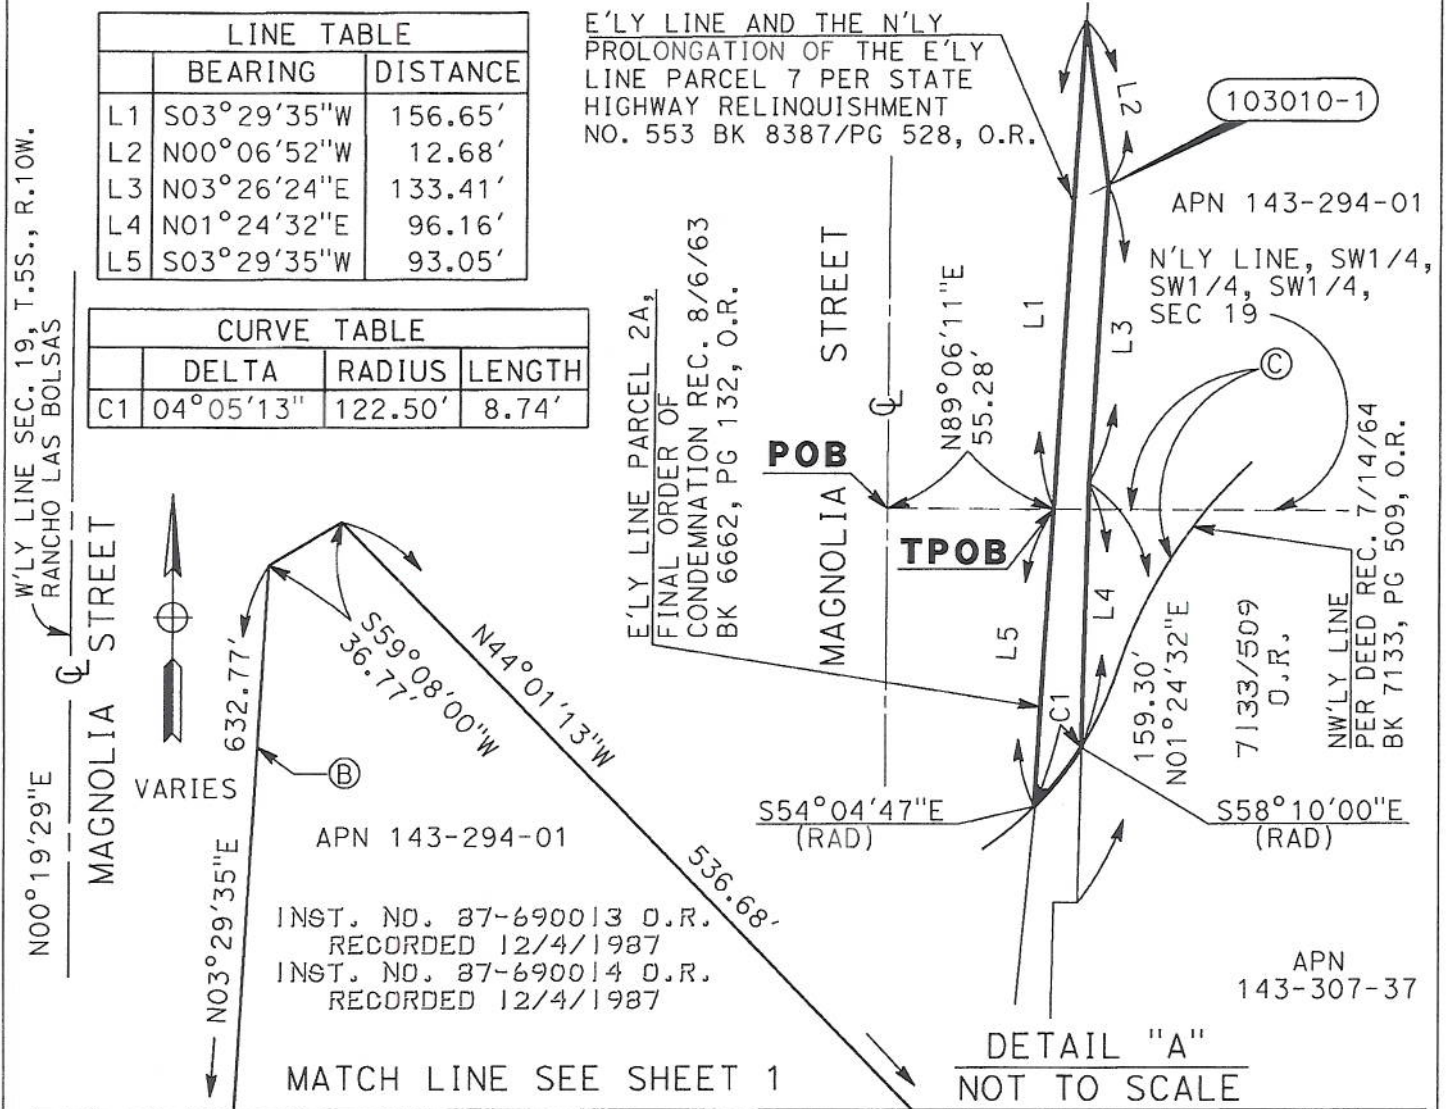 LINE TABLE
BEARING DISTANCE
L1 S03°29'35"W 156.65'
L2 N00°06'52"W 12.68'
L3 N03°26'24"E 133.41'
L4 N01°24'32"E 96.16'
L5 S03°29'35"W 93.05'
CURVE TABLE
DELTA RADIUS LENGTH
C1 04°05'13" 122.50' 8.74'
E'LY LINE AND THE N'LY
PROLONGATION OF THE E'LY
LINE PARCEL 7 PER STATE
HIGHWAY RELINQUISHMENT
NO. 553 BK 8387/PG 528, O.R.
L2
103010-1
APN 143-294-01
N'LY LINE, SW1/4,
SW1/4, SW1/4,
SEC 19
C
W'LY LINE SEC. 19, T.5S., R.10W.
RANCHO LAS BOLSAS
N00°19'29"E
MAGNOLIA STREET
℄
VARIES
632.77'
N03°29'35"E
B
S59°08'00"W
36.77'
N44°01'13"W
536.68'
APN 143-294-01
INST. NO. 87-690013 O.R.
RECORDED 12/4/1987
INST. NO. 87-690014 O.R.
RECORDED 12/4/1987
MATCH LINE SEE SHEET 1
E'LY LINE PARCEL 2A,
FINAL ORDER OF
CONDEMNATION REC. 8/6/63
BK 6662, PG 1132, O.R.
MAGNOLIA STREET
℄
N89°06'11"E
55.28'
L1
L3
POB
TPOB
L5
L4
C1
159.30'
N01°24'32"E
7133/509
O.R.
NW'LY LINE
PER DEED REC. 7/14/64
BK 7133, PG 509, O.R.
S54°04'47"E
(RAD)
S58°10'00"E
(RAD)
APN
143-307-37
DETAIL "A"
NOT TO SCALE